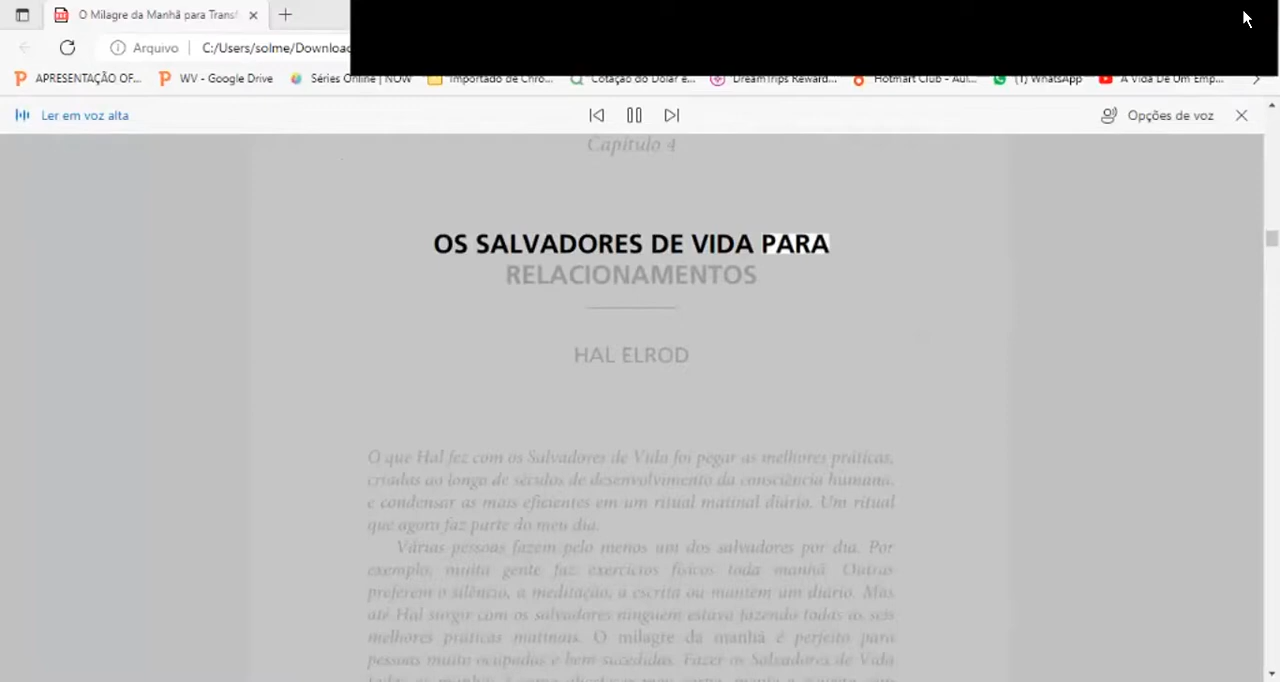 O Milagre da Manhã para Transf
Arquivo
C:/Users/solme/Downloac
APRESENTAÇÃO OF...
WV - Google Drive
Séries Online | NOW
Importado de Chro...
Cotação do Dólar e...
DreamTrips Reward...
Hotmart Club - Aul...
(1) WhatsApp
A Vida De Um Emp...
Ler em voz alta
Opções de voz
Capítulo 4
OS SALVADORES DE VIDA PARA
RELACIONAMENTOS
HAL ELROD
O que Hal fez com os Salvadores de Vida foi pegar as melhores práticas,
criadas ao longo de séculos de desenvolvimento da consciência humana,
e condensar as mais eficientes em um ritual matinal diário. Um ritual
que agora faz parte do meu dia.
Várias pessoas fazem pelo menos um dos salvadores por dia. Por
exemplo, muita gente faz exercícios físicos toda manhã. Outras
preferem o silêncio, a meditação, a escrita ou mantêm um diário. Mas
até Hal surgir com os salvadores ninguém estava fazendo todas as seis
melhores práticas matinais. O milagre da manhã é perfeito para
pessoas muito ocupadas e bem-sucedidas. Fazer os Salvadores de Vida